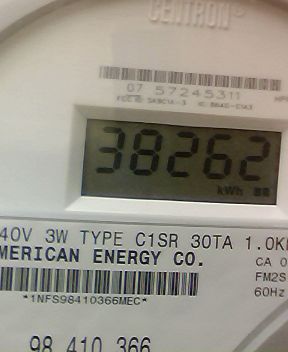 CENTRON®
07 57245311
38262
kWh
40V 3W TYPE C1SR 30TA 1.0K
MERICAN ENERGY CO.
CA 0
FM2S
60Hz
*1NFS98410366MEC*
98 410 366